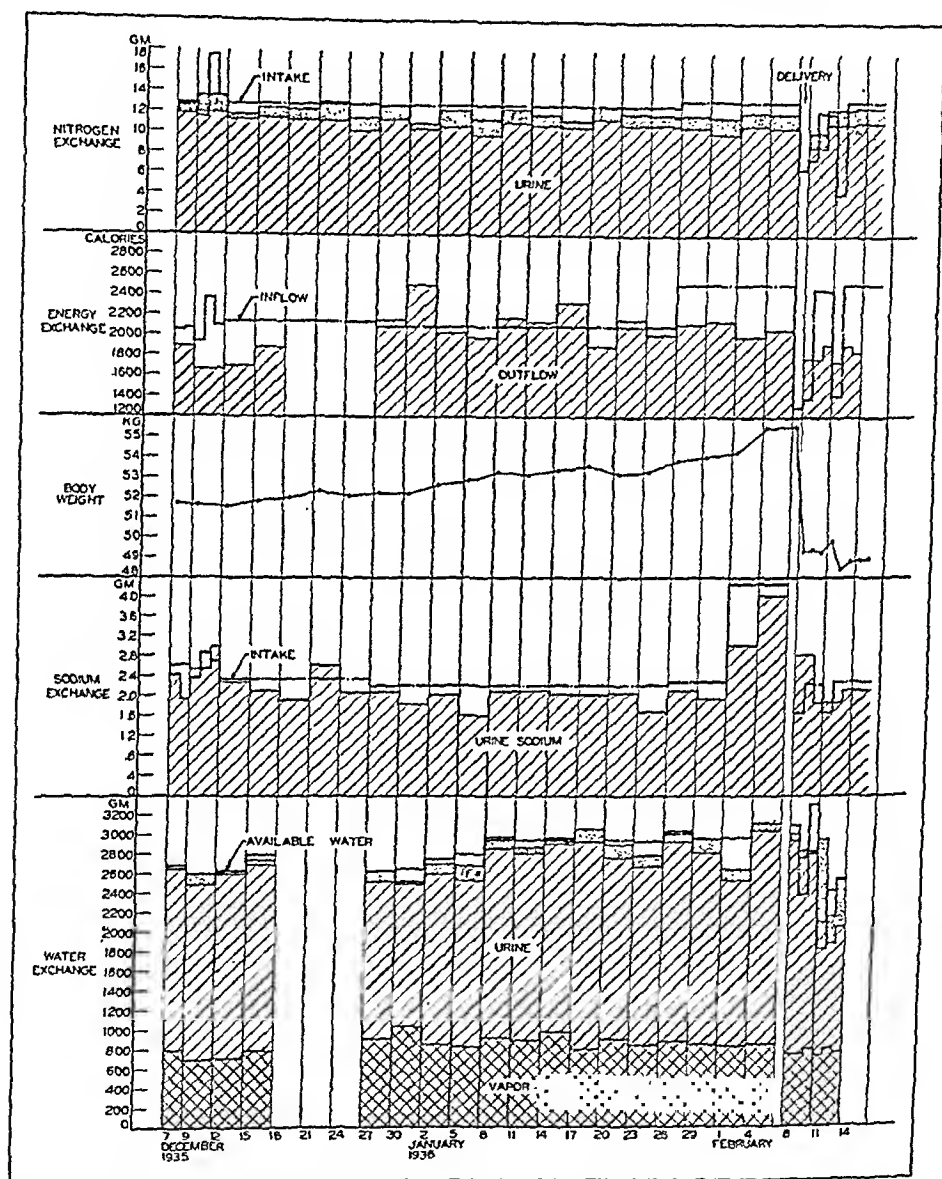 GM
18
16
14
12
10
8
6
4
2
0
NITROGEN
EXCHANGE
INTAKE
DELIVERY
URINE
CALORIES
2800
2600
2400
2200
2000
1800
1600
1400
1200
ENERGY
EXCHANGE
INFLOW
OUTFLOW
KG
55
54
53
52
51
50
49
48
BODY
WEIGHT
GM
4.0
3.6
3.2
2.8
2.4
2.0
1.6
1.2
.8
.4
0
SODIUM
EXCHANGE
INTAKE
URINE SODIUM
GM
3200
3000
2800
2600
2400
2200
2000
1800
1600
1400
1200
1000
800
600
400
200
0
WATER
EXCHANGE
AVAILABLE WATER
URINE
VAPOR
7 9 12 15 18 21 24 27 30 2 5 8 11 14 17 20 23 26 29 1 4 8 11 14
DECEMBER JANUARY FEBRUARY
1935 1936